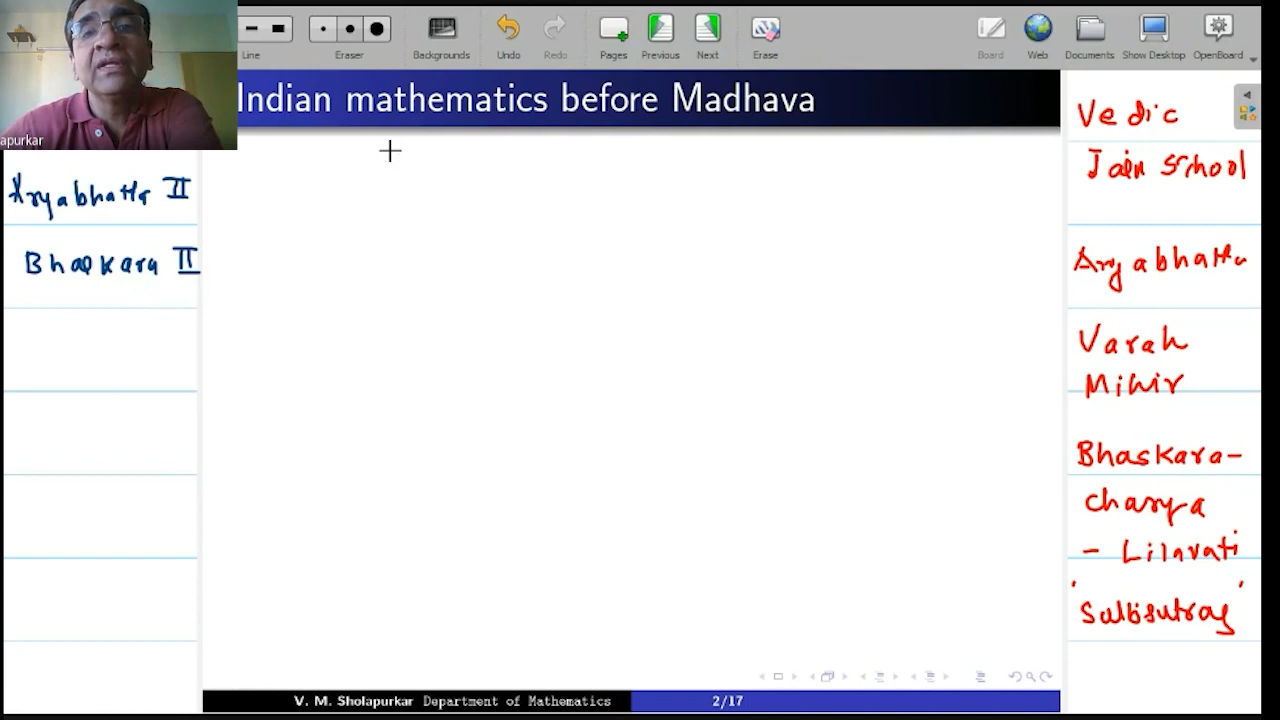 Line
Eraser
Backgrounds
Undo
Redo
Pages
Previous
Next
Erase
Board
Web
Documents
Show Desktop
OpenBoard
apurkar
Indian mathematics before Madhava
Aryabhatta II
Bhaskara II
Vedic
Jain School
Aryabhatta
Varah
Mihir
Bhaskara-
charya
- Lilavati
'Sulbsutras'
V. M. Sholapurkar Department of Mathematics
2/17